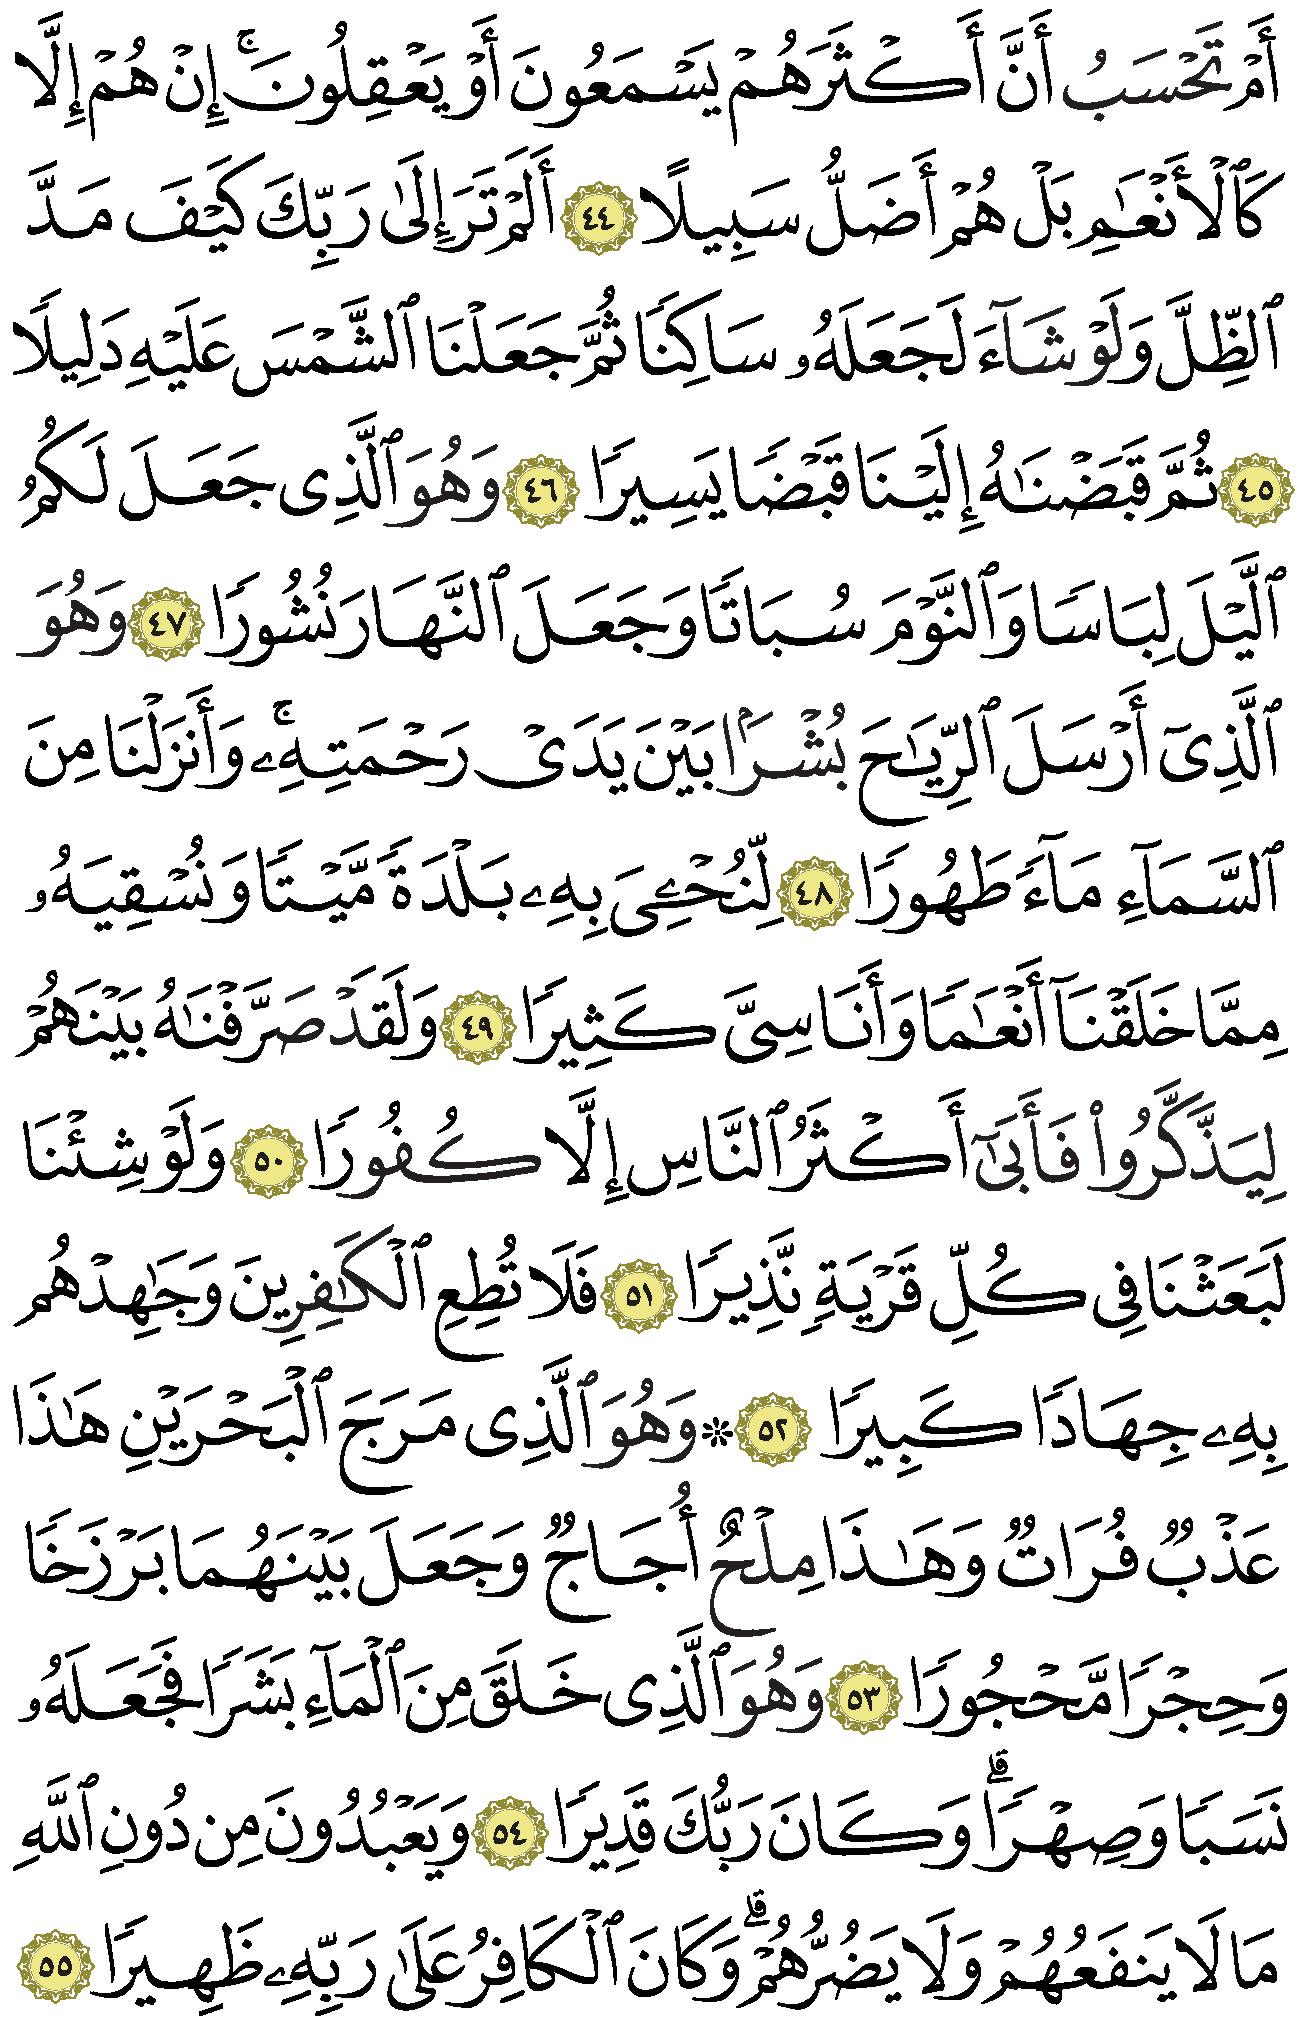 أَمْ تَحْسَبُ أَنَّ أَكْثَرَهُمْ يَسْمَعُونَ أَوْ يَعْقِلُونَ ۚ إِنْ هُمْ إِلَّا
كَٱلْأَنْعَٰمِ بَلْ هُمْ أَضَلُّ سَبِيلًا ٤٤ أَلَمْ تَرَ إِلَىٰ رَبِّكَ كَيْفَ مَدَّ
ٱلظِّلَّ وَلَوْ شَآءَ لَجَعَلَهُۥ سَاكِنًا ثُمَّ جَعَلْنَا ٱلشَّمْسَ عَلَيْهِ دَلِيلًا
٤٥ ثُمَّ قَبَضْنَٰهُ إِلَيْنَا قَبْضًا يَسِيرًا ٤٦ وَهُوَ ٱلَّذِى جَعَلَ لَكُمُ
ٱلَّيْلَ لِبَاسًا وَٱلنَّوْمَ سُبَاتًا وَجَعَلَ ٱلنَّهَارَ نُشُورًا ٤٧ وَهُوَ
ٱلَّذِىٓ أَرْسَلَ ٱلرِّيَٰحَ بُشْرَۢا بَيْنَ يَدَىْ رَحْمَتِهِۦ ۚ وَأَنزَلْنَا مِنَ
ٱلسَّمَآءِ مَآءً طَهُورًا ٤٨ لِّنُحْۦِىَ بِهِۦ بَلْدَةً مَّيْتًا وَنُسْقِيَهُۥ
مِمَّا خَلَقْنَآ أَنْعَٰمًا وَأَنَاسِىَّ كَثِيرًا ٤٩ وَلَقَدْ صَرَّفْنَٰهُ بَيْنَهُمْ
لِيَذَّكَّرُوا۟ فَأَبَىٰٓ أَكْثَرُ ٱلنَّاسِ إِلَّا كُفُورًا ٥٠ وَلَوْ شِئْنَا
لَبَعَثْنَا فِى كُلِّ قَرْيَةٍ نَّذِيرًا ٥١ فَلَا تُطِعِ ٱلْكَٰفِرِينَ وَجَٰهِدْهُم
بِهِۦ جِهَادًا كَبِيرًا ٥٢ ۞ وَهُوَ ٱلَّذِى مَرَجَ ٱلْبَحْرَيْنِ هَٰذَا
عَذْبٌ فُرَاتٌ وَهَٰذَا مِلْحٌ أُجَاجٌ وَجَعَلَ بَيْنَهُمَا بَرْزَخًا
وَحِجْرًا مَّحْجُورًا ٥٣ وَهُوَ ٱلَّذِى خَلَقَ مِنَ ٱلْمَآءِ بَشَرًا فَجَعَلَهُۥ
نَسَبًا وَصِهْرًا ۗ وَكَانَ رَبُّكَ قَدِيرًا ٥٤ وَيَعْبُدُونَ مِن دُونِ ٱللَّهِ
مَا لَا يَنفَعُهُمْ وَلَا يَضُرُّهُمْ ۗ وَكَانَ ٱلْكَافِرُ عَلَىٰ رَبِّهِۦ ظَهِيرًا ٥٥